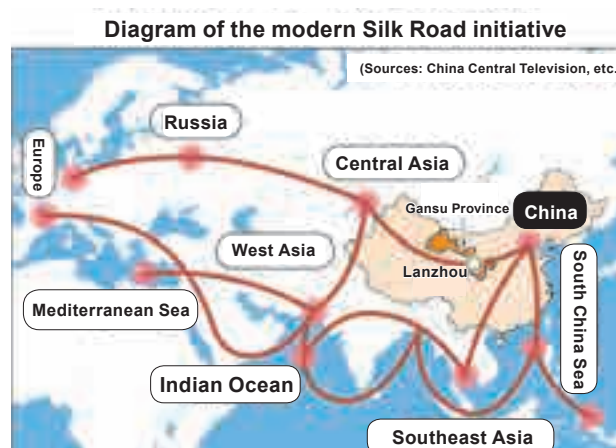 Diagram of the modern Silk Road initiative
(Sources: China Central Television, etc.
Russia
Europe
Central Asia
Gansu Province
China
West Asia
Lanzhou
South China Sea
Mediterranean Sea
Indian Ocean
Southeast Asia